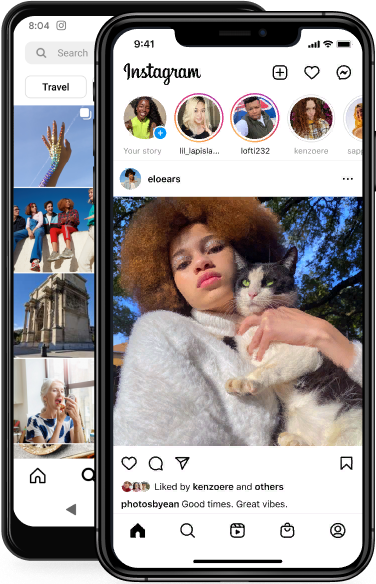 8:04
Search
Travel
9:41
Instagram
Your story
lil_lapisla...
lofti232
kenzoere
sapp
eloears
Liked by kenzoere and others
photosbyean Good times. Great vibes.